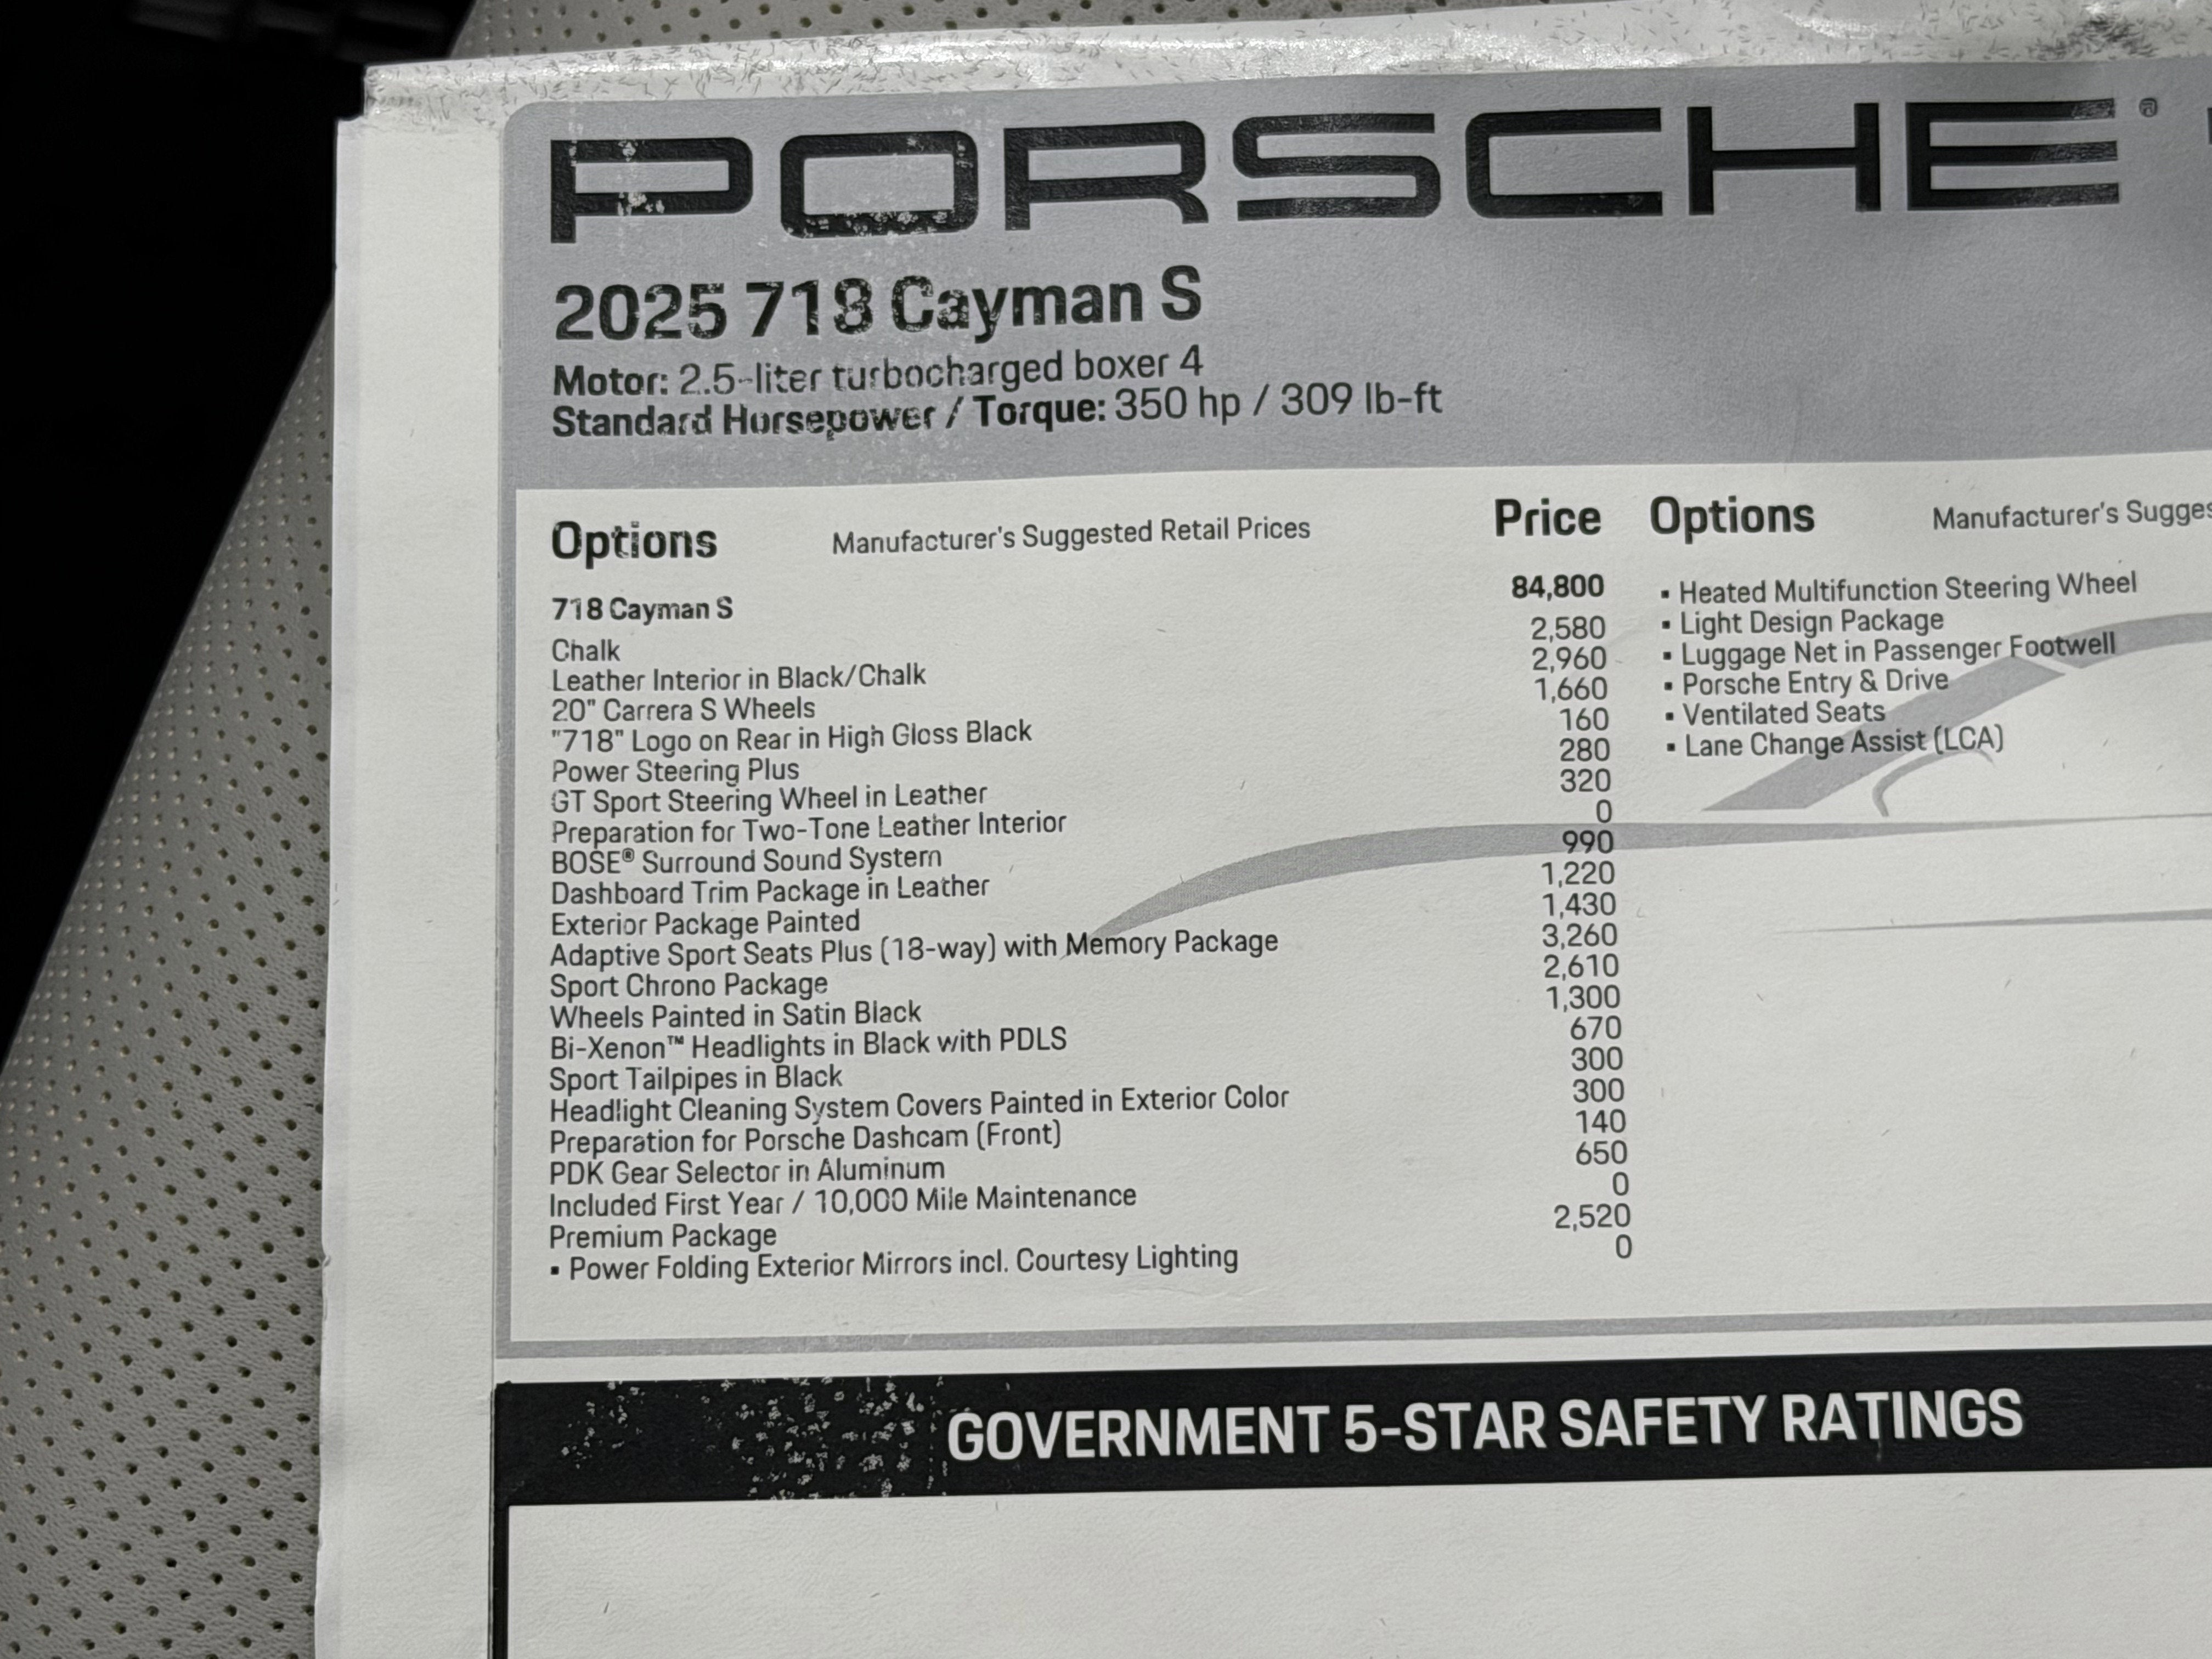 PORSCHE®
2025 718 Cayman S
Motor: 2.5-liter turbocharged boxer 4
Standard Horsepower / Torque: 350 hp / 309 lb-ft
Options Manufacturer's Suggested Retail Prices Price
718 Cayman S 84,800
Chalk 2,580
Leather Interior in Black/Chalk 2,960
20" Carrera S Wheels 1,660
"718" Logo on Rear in High Gloss Black 160
Power Steering Plus 280
GT Sport Steering Wheel in Leather 320
Preparation for Two-Tone Leather Interior 0
BOSE® Surround Sound System 990
Dashboard Trim Package in Leather 1,220
Exterior Package Painted 1,430
Adaptive Sport Seats Plus (18-way) with Memory Package 3,260
Sport Chrono Package 2,610
Wheels Painted in Satin Black 1,300
Bi-Xenon™ Headlights in Black with PDLS 670
Sport Tailpipes in Black 300
Headlight Cleaning System Covers Painted in Exterior Color 300
Preparation for Porsche Dashcam (Front) 140
PDK Gear Selector in Aluminum 650
Included First Year / 10,000 Mile Maintenance 0
Premium Package 2,520
▪ Power Folding Exterior Mirrors incl. Courtesy Lighting 0
Options Manufacturer's
▪ Heated Multifunction Steering Wheel
▪ Light Design Package
▪ Luggage Net in Passenger Footwell
▪ Porsche Entry & Drive
▪ Ventilated Seats
▪ Lane Change Assist (LCA)
GOVERNMENT 5-STAR SAFETY RATINGS